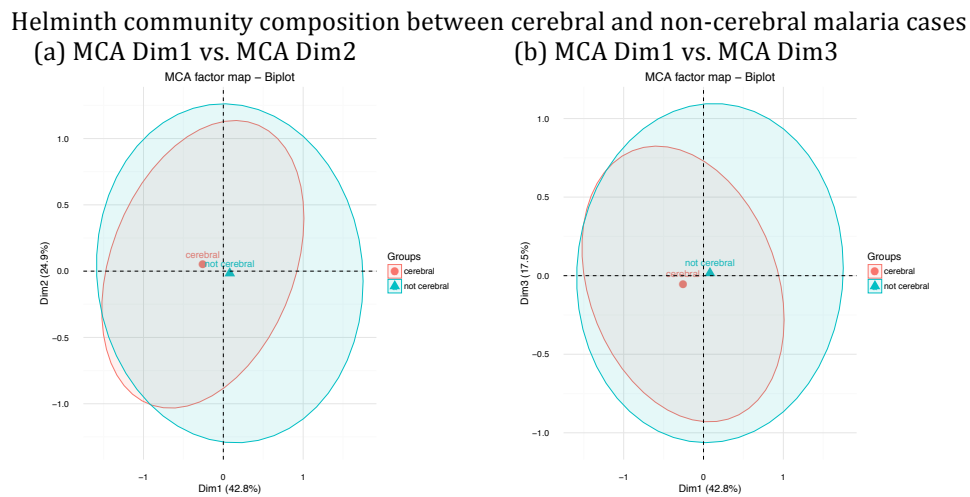 Helminth community composition between cerebral and non-cerebral malaria cases
(a) MCA Dim1 vs. MCA Dim2
MCA factor map – Biplot
1.0
0.5
0.0
−0.5
−1.0
Dim2 (24.9%)
cerebral
not cerebral
−1
0
1
Dim1 (42.8%)
Groups
cerebral
not cerebral
(b) MCA Dim1 vs. MCA Dim3
MCA factor map – Biplot
1.0
0.5
0.0
−0.5
−1.0
Dim3 (17.5%)
not cerebral
cerebral
−1
0
1
Dim1 (42.8%)
Groups
cerebral
not cerebral